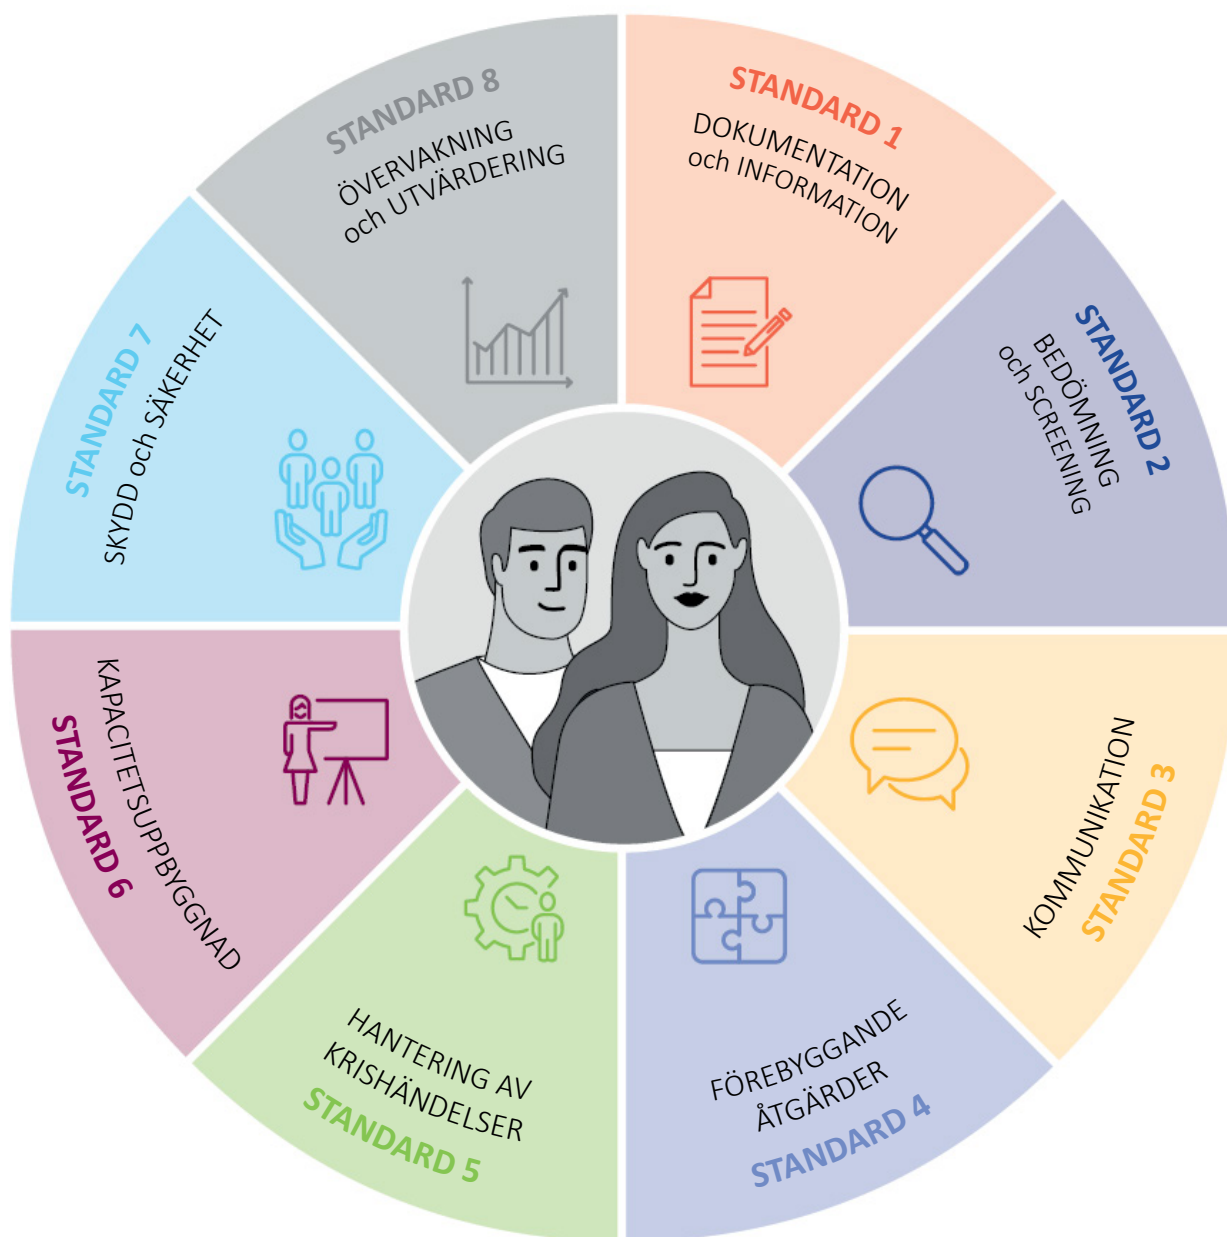 STANDARD 1
DOKUMENTATION
och INFORMATION
STANDARD 2
BEDÖMNING
och SCREENING
KOMMUNIKATION
STANDARD 3
FÖREBYGGANDE
ÅTGÄRDER
STANDARD 4
HANTERING AV
KRISHÄNDELSER
STANDARD 5
KAPACITETSUPPBYGGNAD
STANDARD 6
STANDARD 7
SKYDD och SÄKERHET
STANDARD 8
ÖVERVAKNING
och UTVÄRDERING